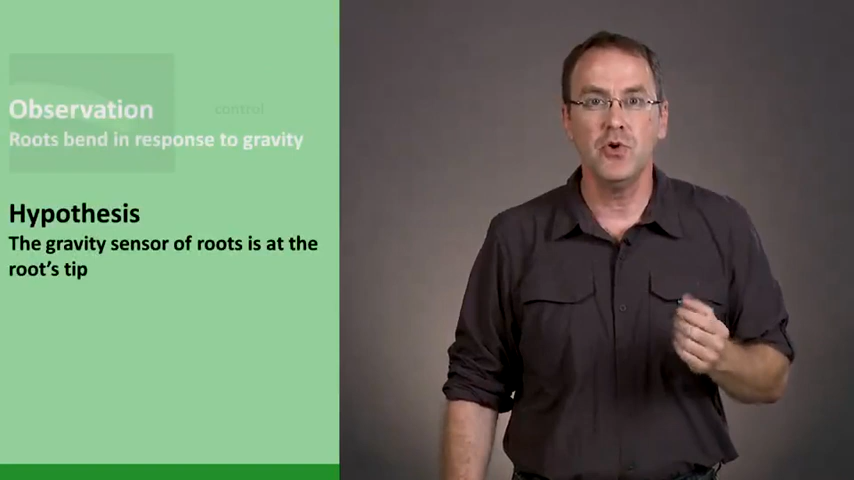 Observation
control
Roots bend in response to gravity
Hypothesis
The gravity sensor of roots is at the
root's tip